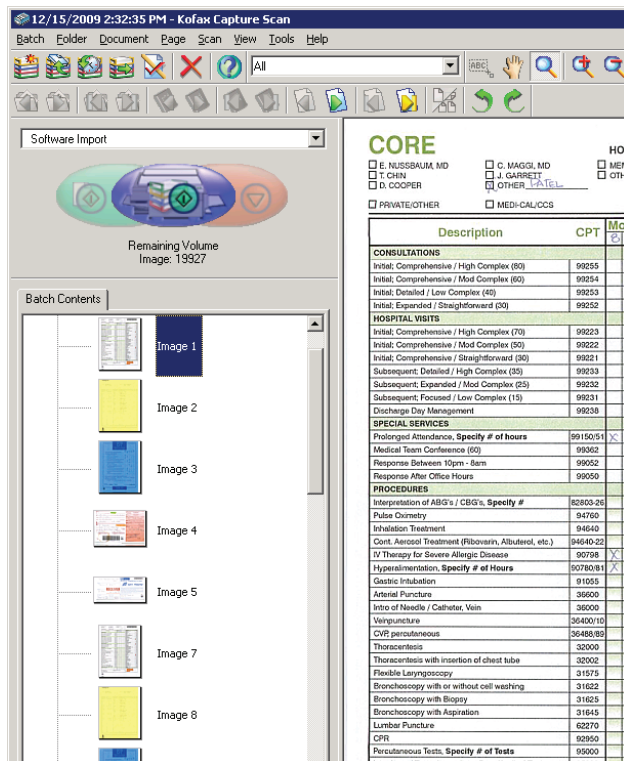 12/15/2009 2:32:35 PM - Kofax Capture Scan
Batch Folder Document Page Scan View Tools Help
All
ABC
Software Import
Remaining Volume
Image: 19927
Batch Contents
Image 1
Image 2
Image 3
Image 4
Image 5
Image 7
Image 8
CORE HO
E. NUSSBAUM, MD C. MAGGI, MD MEM
T. CHIN J. GARRETT OTH
D. COOPER OTHER PATEL
PRIVATE/OTHER MEDI-CAL/CCS
Description CPT Mo
8
CONSULTATIONS
Initial; Comprehensive / High Complex (80) 99255
Initial; Comprehensive / Mod Complex (60) 99254
Initial; Detailed / Low Complex (40) 99253
Initial; Expanded / Straightforward (30) 99252
HOSPITAL VISITS
Initial; Comprehensive / High Complex (70) 99223
Initial; Comprehensive / Mod Complex (50) 99222
Initial; Comprehensive / Straightforward (30) 99221
Subsequent; Detailed / High Complex (35) 99233
Subsequent; Expanded / Mod Complex (25) 99232
Subsequent; Focused / Low Complex (15) 99231
Discharge Day Management 99238
SPECIAL SERVICES
Prolonged Attendance, Specify # of hours 99150/51 X
Medical Team Conference (60) 99362
Response Between 10pm - 8am 99052
Response After Office Hours 99050
PROCEDURES
Interpretation of ABG's / CBG's, Specify # 82803-26
Pulse Oximetry 94760
Inhalation Treatment 94640
Cont. Aerosol Treatment (Ribovarin, Albuterol, etc.) 94640-22
IV Therapy for Severe Allergic Disease 90798 X
Hyperalimentation, Specify # of Hours 90780/81 X
Gastric Intubation 91055
Arterial Puncture 36600
Intro of Needle / Catheter, Vein 36000
Veinpuncture 36400/10
CVP, percutaneous 36488/89
Thoracentesis 32000
Thoracentesis with insertion of chest tube 32002
Flexible Laryngoscopy 31575
Bronchoscopy with or without cell washing 31622
Bronchoscopy with Biopsy 31625
Bronchoscopy with Aspiration 31645
Lumbar Puncture 62270
CPR 92950
Percutaneous Tests, Specify # of Tests 95000